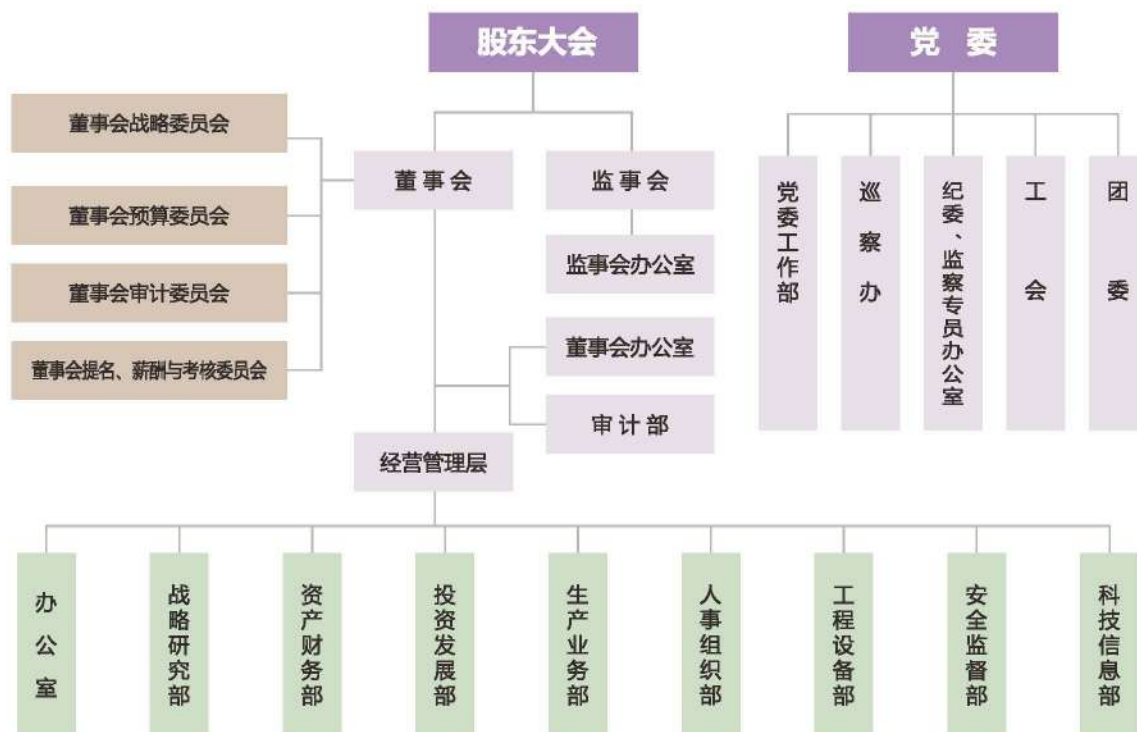 股东大会
党 委
董事会战略委员会
董事会预算委员会
董事会审计委员会
董事会提名、薪酬与考核委员会
董事会
监事会
监事会办公室
董事会办公室
审计部
经营管理层
党委工作部
巡察办
纪委、监察专员办公室
工会
团委
办公室
战略研究部
资产财务部
投资发展部
生产业务部
人事组织部
工程设备部
安全监督部
科技信息部